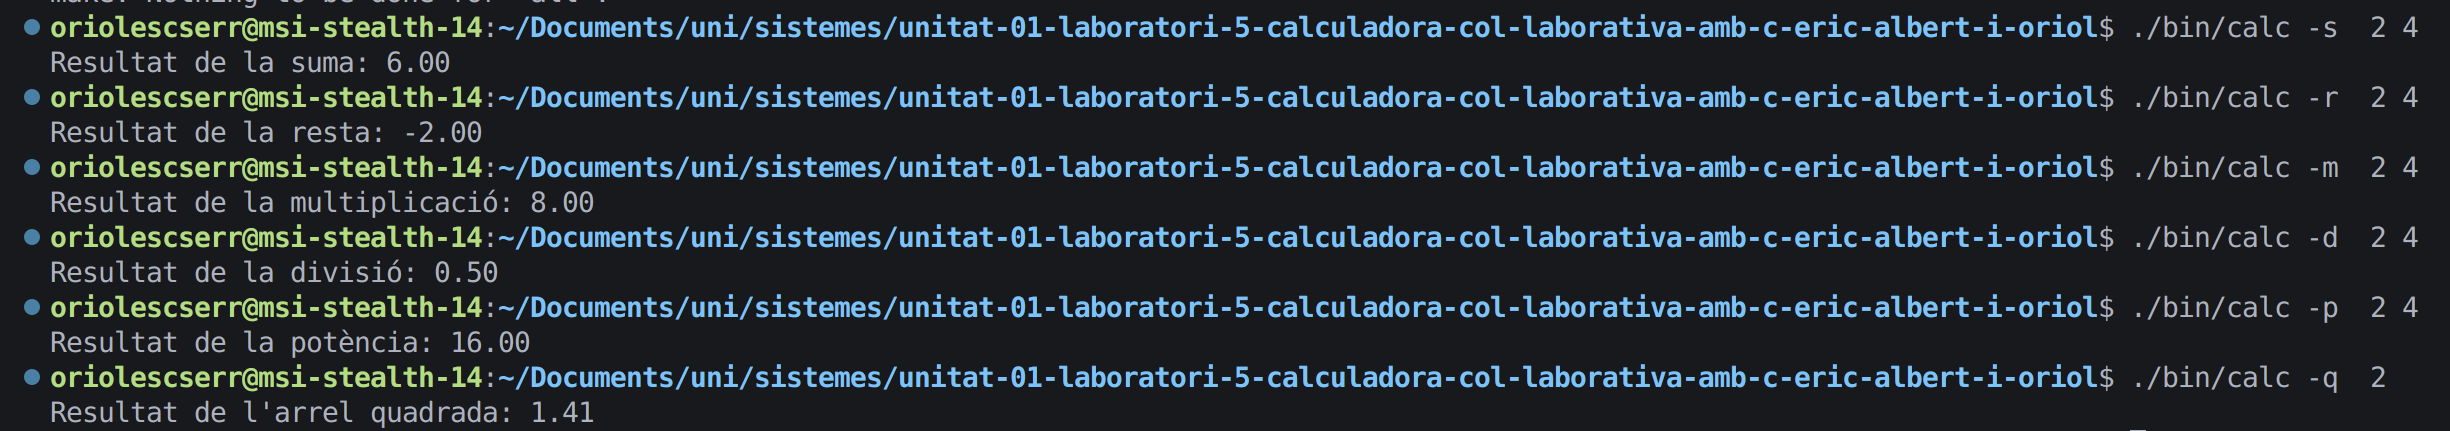 make: Nothing to be done for 'all'.
oriolescserr@msi-stealth-14:~/Documents/uni/sistemes/unitat-01-laboratori-5-calculadora-col-laborativa-amb-c-eric-albert-i-oriol$ ./bin/calc -s  2 4
Resultat de la suma: 6.00
oriolescserr@msi-stealth-14:~/Documents/uni/sistemes/unitat-01-laboratori-5-calculadora-col-laborativa-amb-c-eric-albert-i-oriol$ ./bin/calc -r  2 4
Resultat de la resta: -2.00
oriolescserr@msi-stealth-14:~/Documents/uni/sistemes/unitat-01-laboratori-5-calculadora-col-laborativa-amb-c-eric-albert-i-oriol$ ./bin/calc -m  2 4
Resultat de la multiplicació: 8.00
oriolescserr@msi-stealth-14:~/Documents/uni/sistemes/unitat-01-laboratori-5-calculadora-col-laborativa-amb-c-eric-albert-i-oriol$ ./bin/calc -d  2 4
Resultat de la divisió: 0.50
oriolescserr@msi-stealth-14:~/Documents/uni/sistemes/unitat-01-laboratori-5-calculadora-col-laborativa-amb-c-eric-albert-i-oriol$ ./bin/calc -p  2 4
Resultat de la potència: 16.00
oriolescserr@msi-stealth-14:~/Documents/uni/sistemes/unitat-01-laboratori-5-calculadora-col-laborativa-amb-c-eric-albert-i-oriol$ ./bin/calc -q  2
Resultat de l'arrel quadrada: 1.41